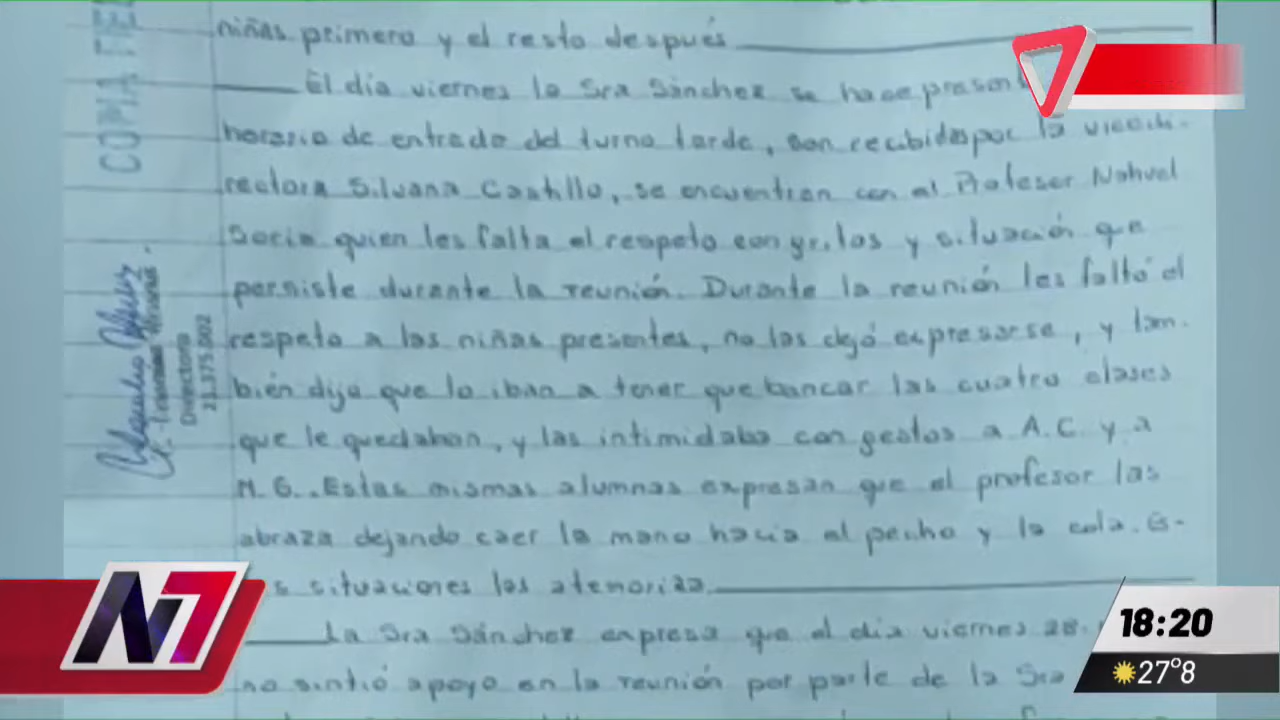 niñas primero y el resto después
El día viernes la Sra Sánchez se hace present
horario de entrada del turno tarde, son recibidas por la vicedi-
rectora Silvana Castillo, se encuentran con el Profesor Nahuel
Soria quien les falta el respeto con gritos y situación que
persiste durante la reunión. Durante la reunión les faltó el
respeto a las niñas presentes, no las dejó expresarse, y tam-
bién dijo que lo iban a tener que bancar las cuatro clases
que le quedaban, y las intimidaba con gestos a A.C. y a
M.G.. Estas mismas alumnas expresan que el profesor las
abraza dejando caer la mano hacia el pecho y la cola. Es-
s situaciones las atemoriza.
La Sra Sánchez expresa que el día viernes 28
no sintió apoyo en la reunión por parte de la Sra
COPIA FIEL
Directora
21.375.002
N7
18:20
27°8